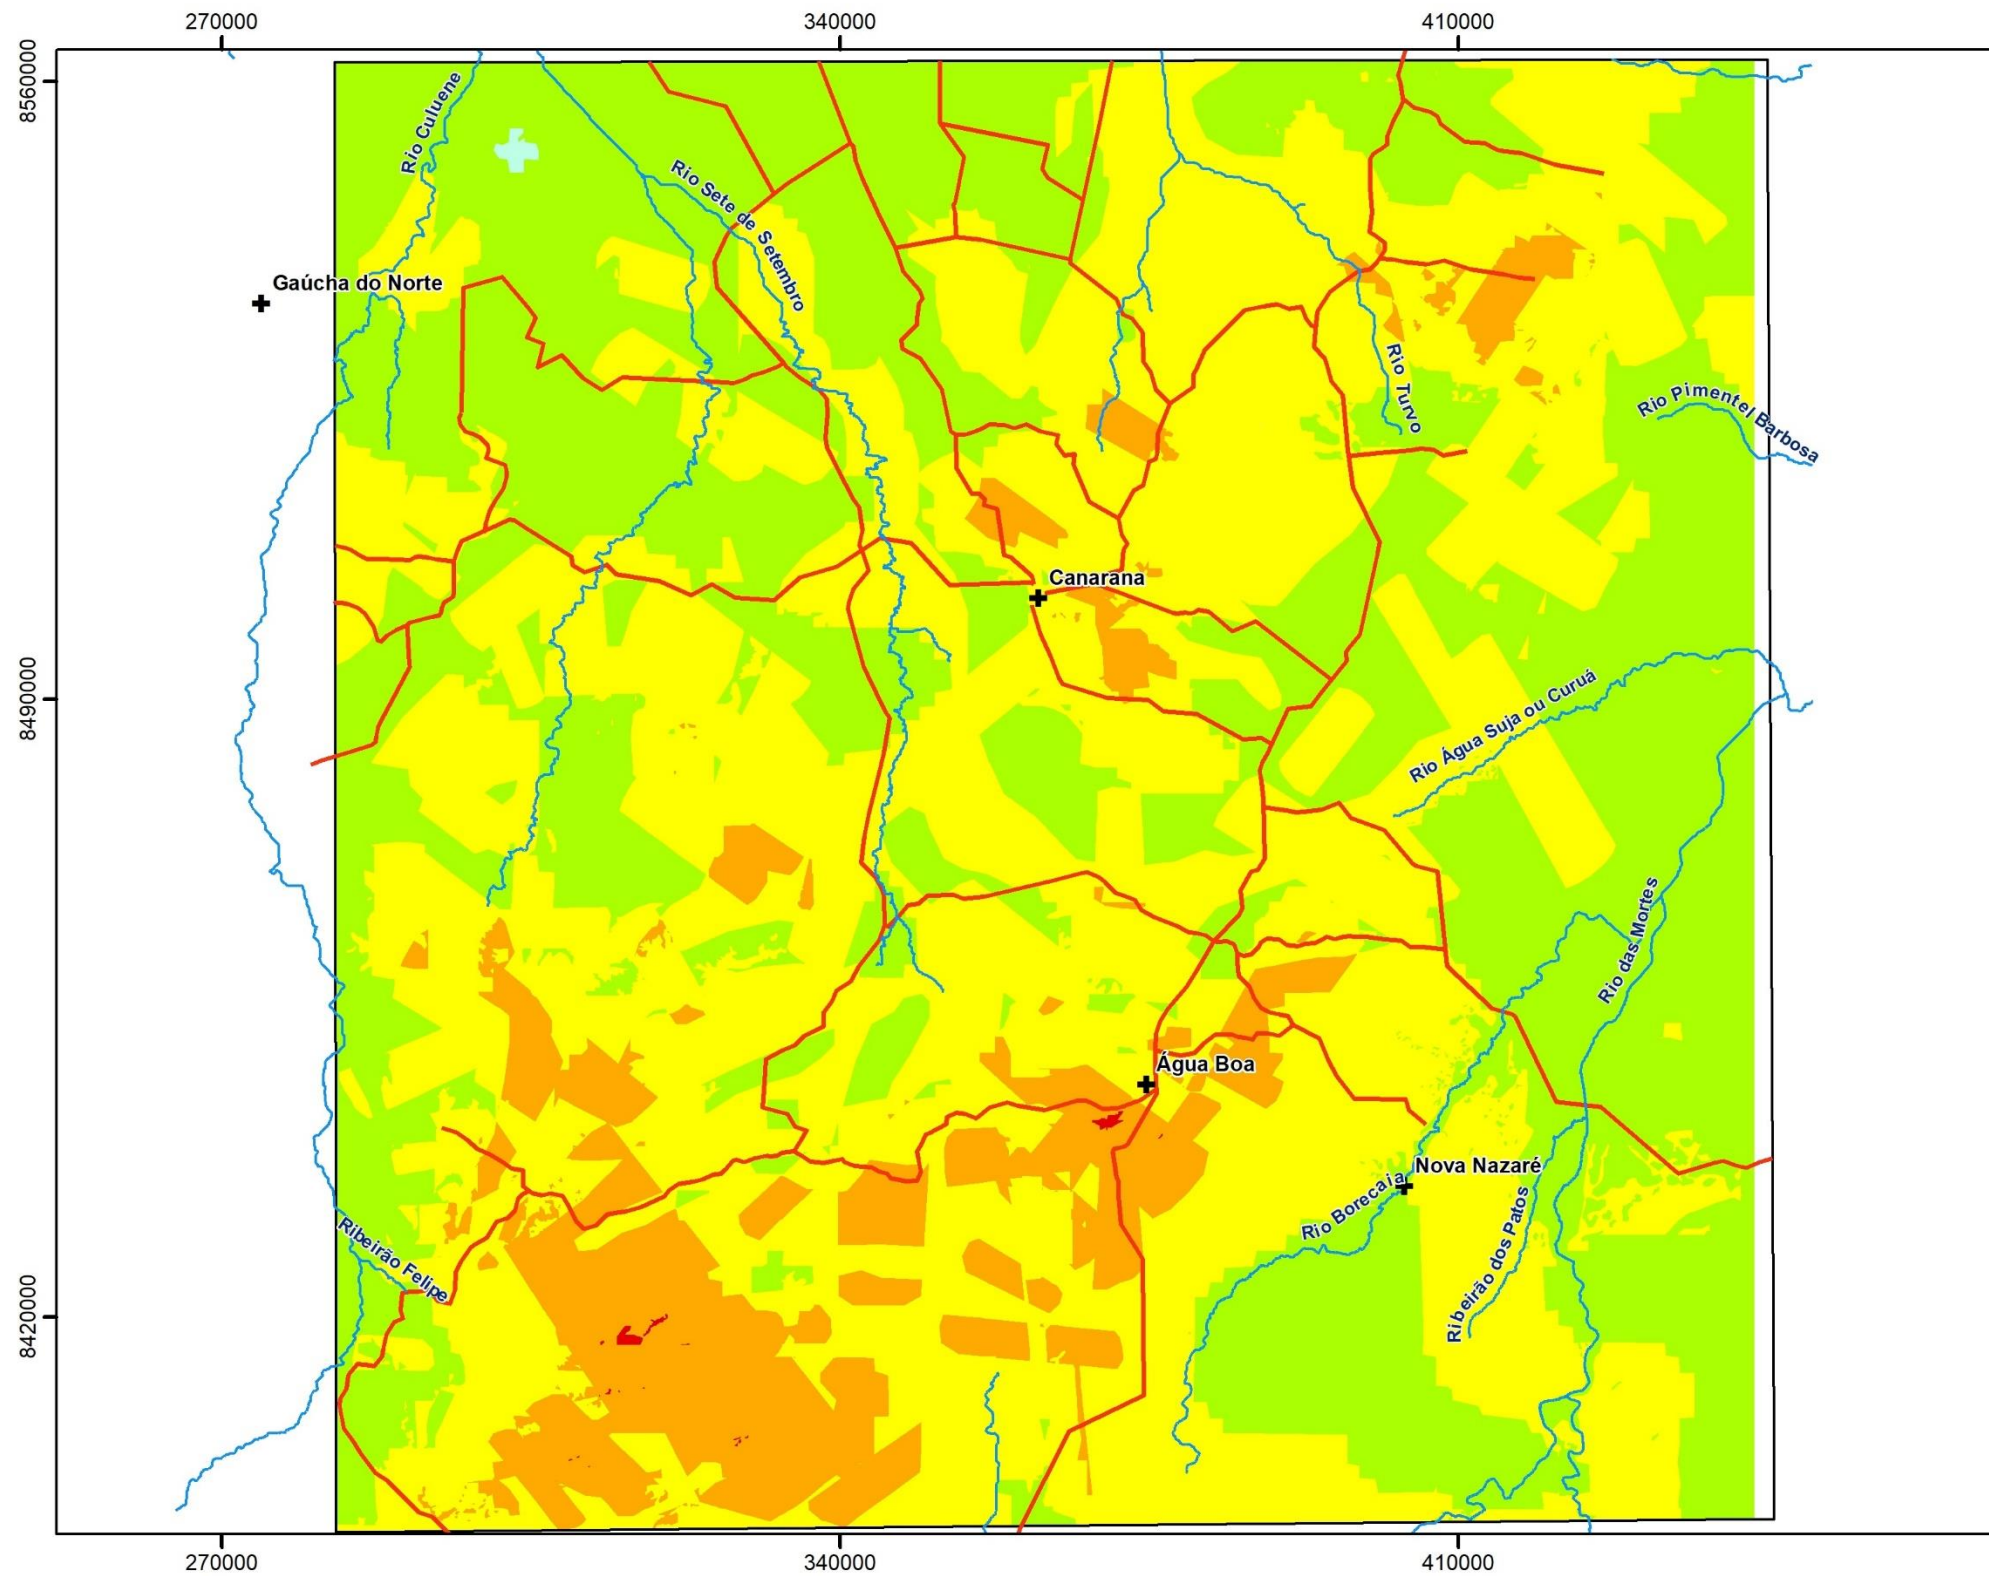 270000 340000 410000
8560000
Rio Culuene
Rio Sete de Setembro
Gaúcha do Norte
Rio Turvo
Rio Pimentel Barbosa
Canarana
8490000
Rio Água Suja ou Curuá
Rio das Mortes
Água Boa
Nova Nazaré
Rio Borecaia
Ribeirão dos Patos
Ribeirão Felipe
8420000
270000 340000 410000